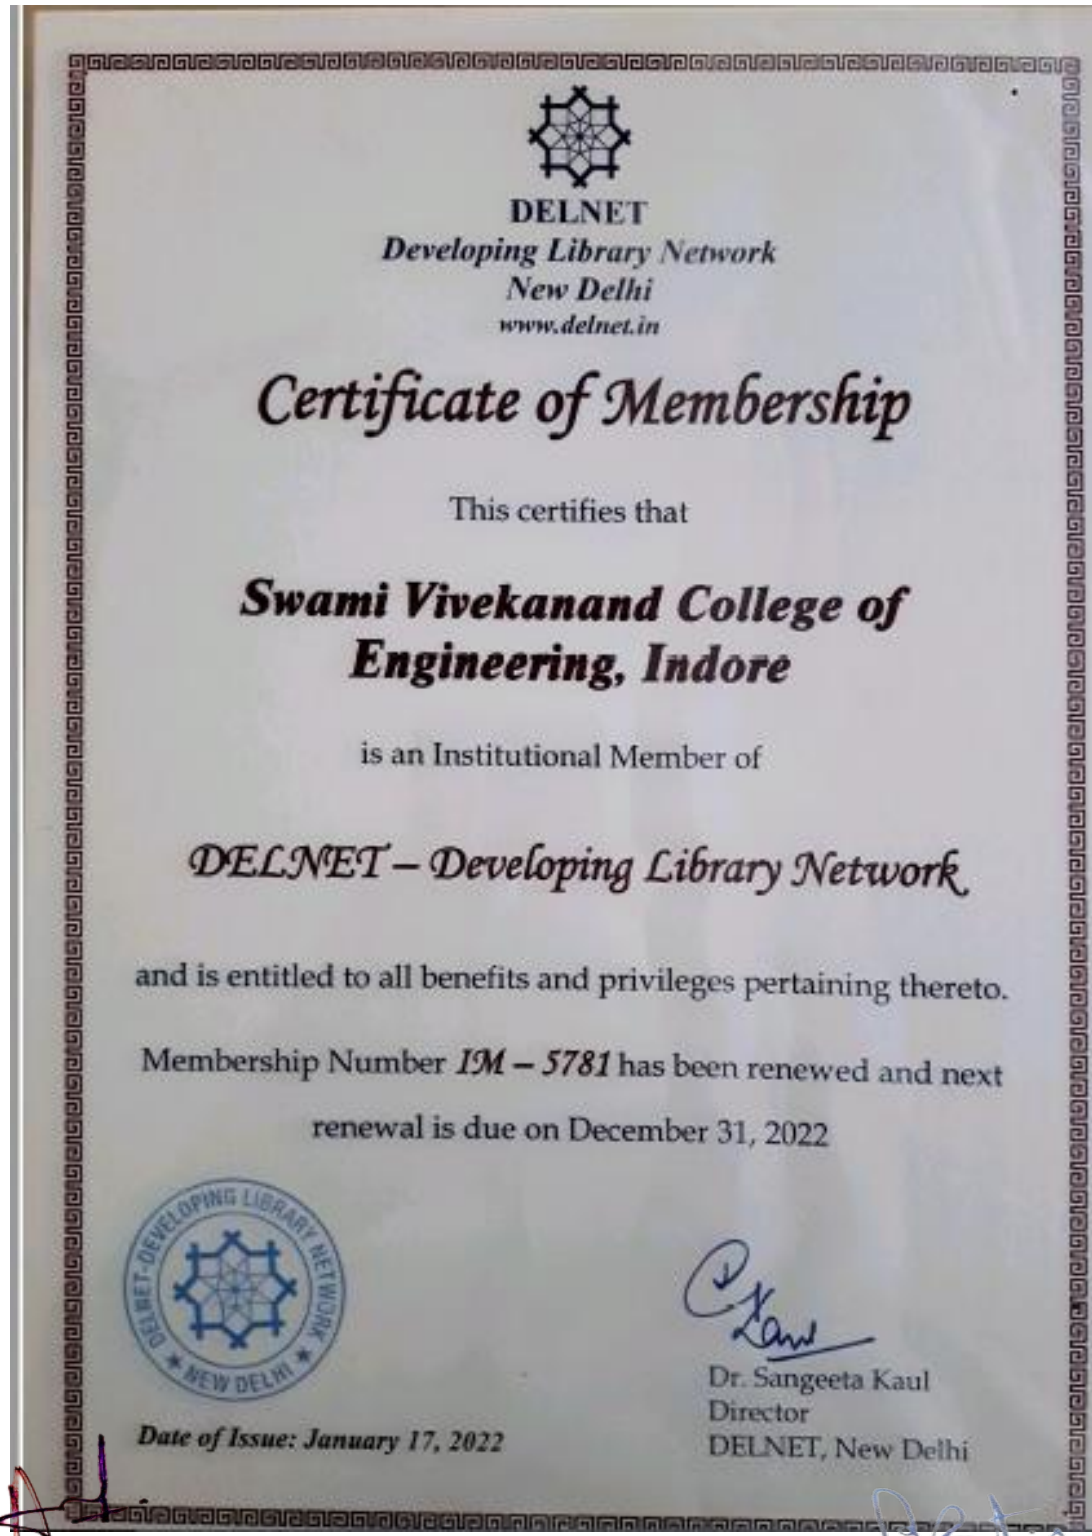 DELNET
Developing Library Network
New Delhi
www.delnet.in
Certificate of Membership
This certifies that
Swami Vivekanand College of
Engineering, Indore
is an Institutional Member of
DELNET – Developing Library Network
and is entitled to all benefits and privileges pertaining thereto.
Membership Number IM – 5781 has been renewed and next
renewal is due on December 31, 2022
DELNET-DEVELOPING LIBRARY NETWORK
★ NEW DELHI ★
Dr. Sangeeta Kaul
Director
DELNET, New Delhi
Date of Issue: January 17, 2022